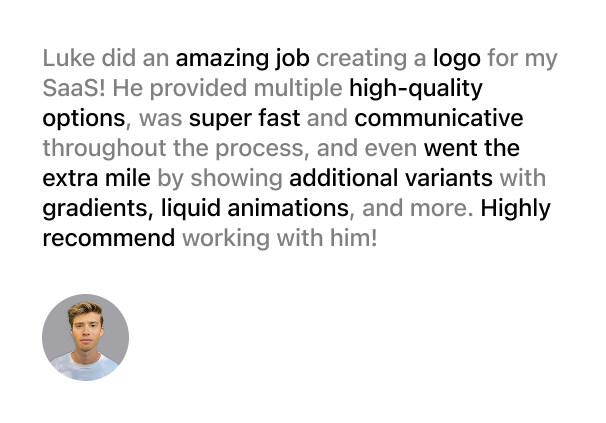 Luke did an amazing job creating a logo for my
SaaS! He provided multiple high-quality
options, was super fast and communicative
throughout the process, and even went the
extra mile by showing additional variants with
gradients, liquid animations, and more. Highly
recommend working with him!